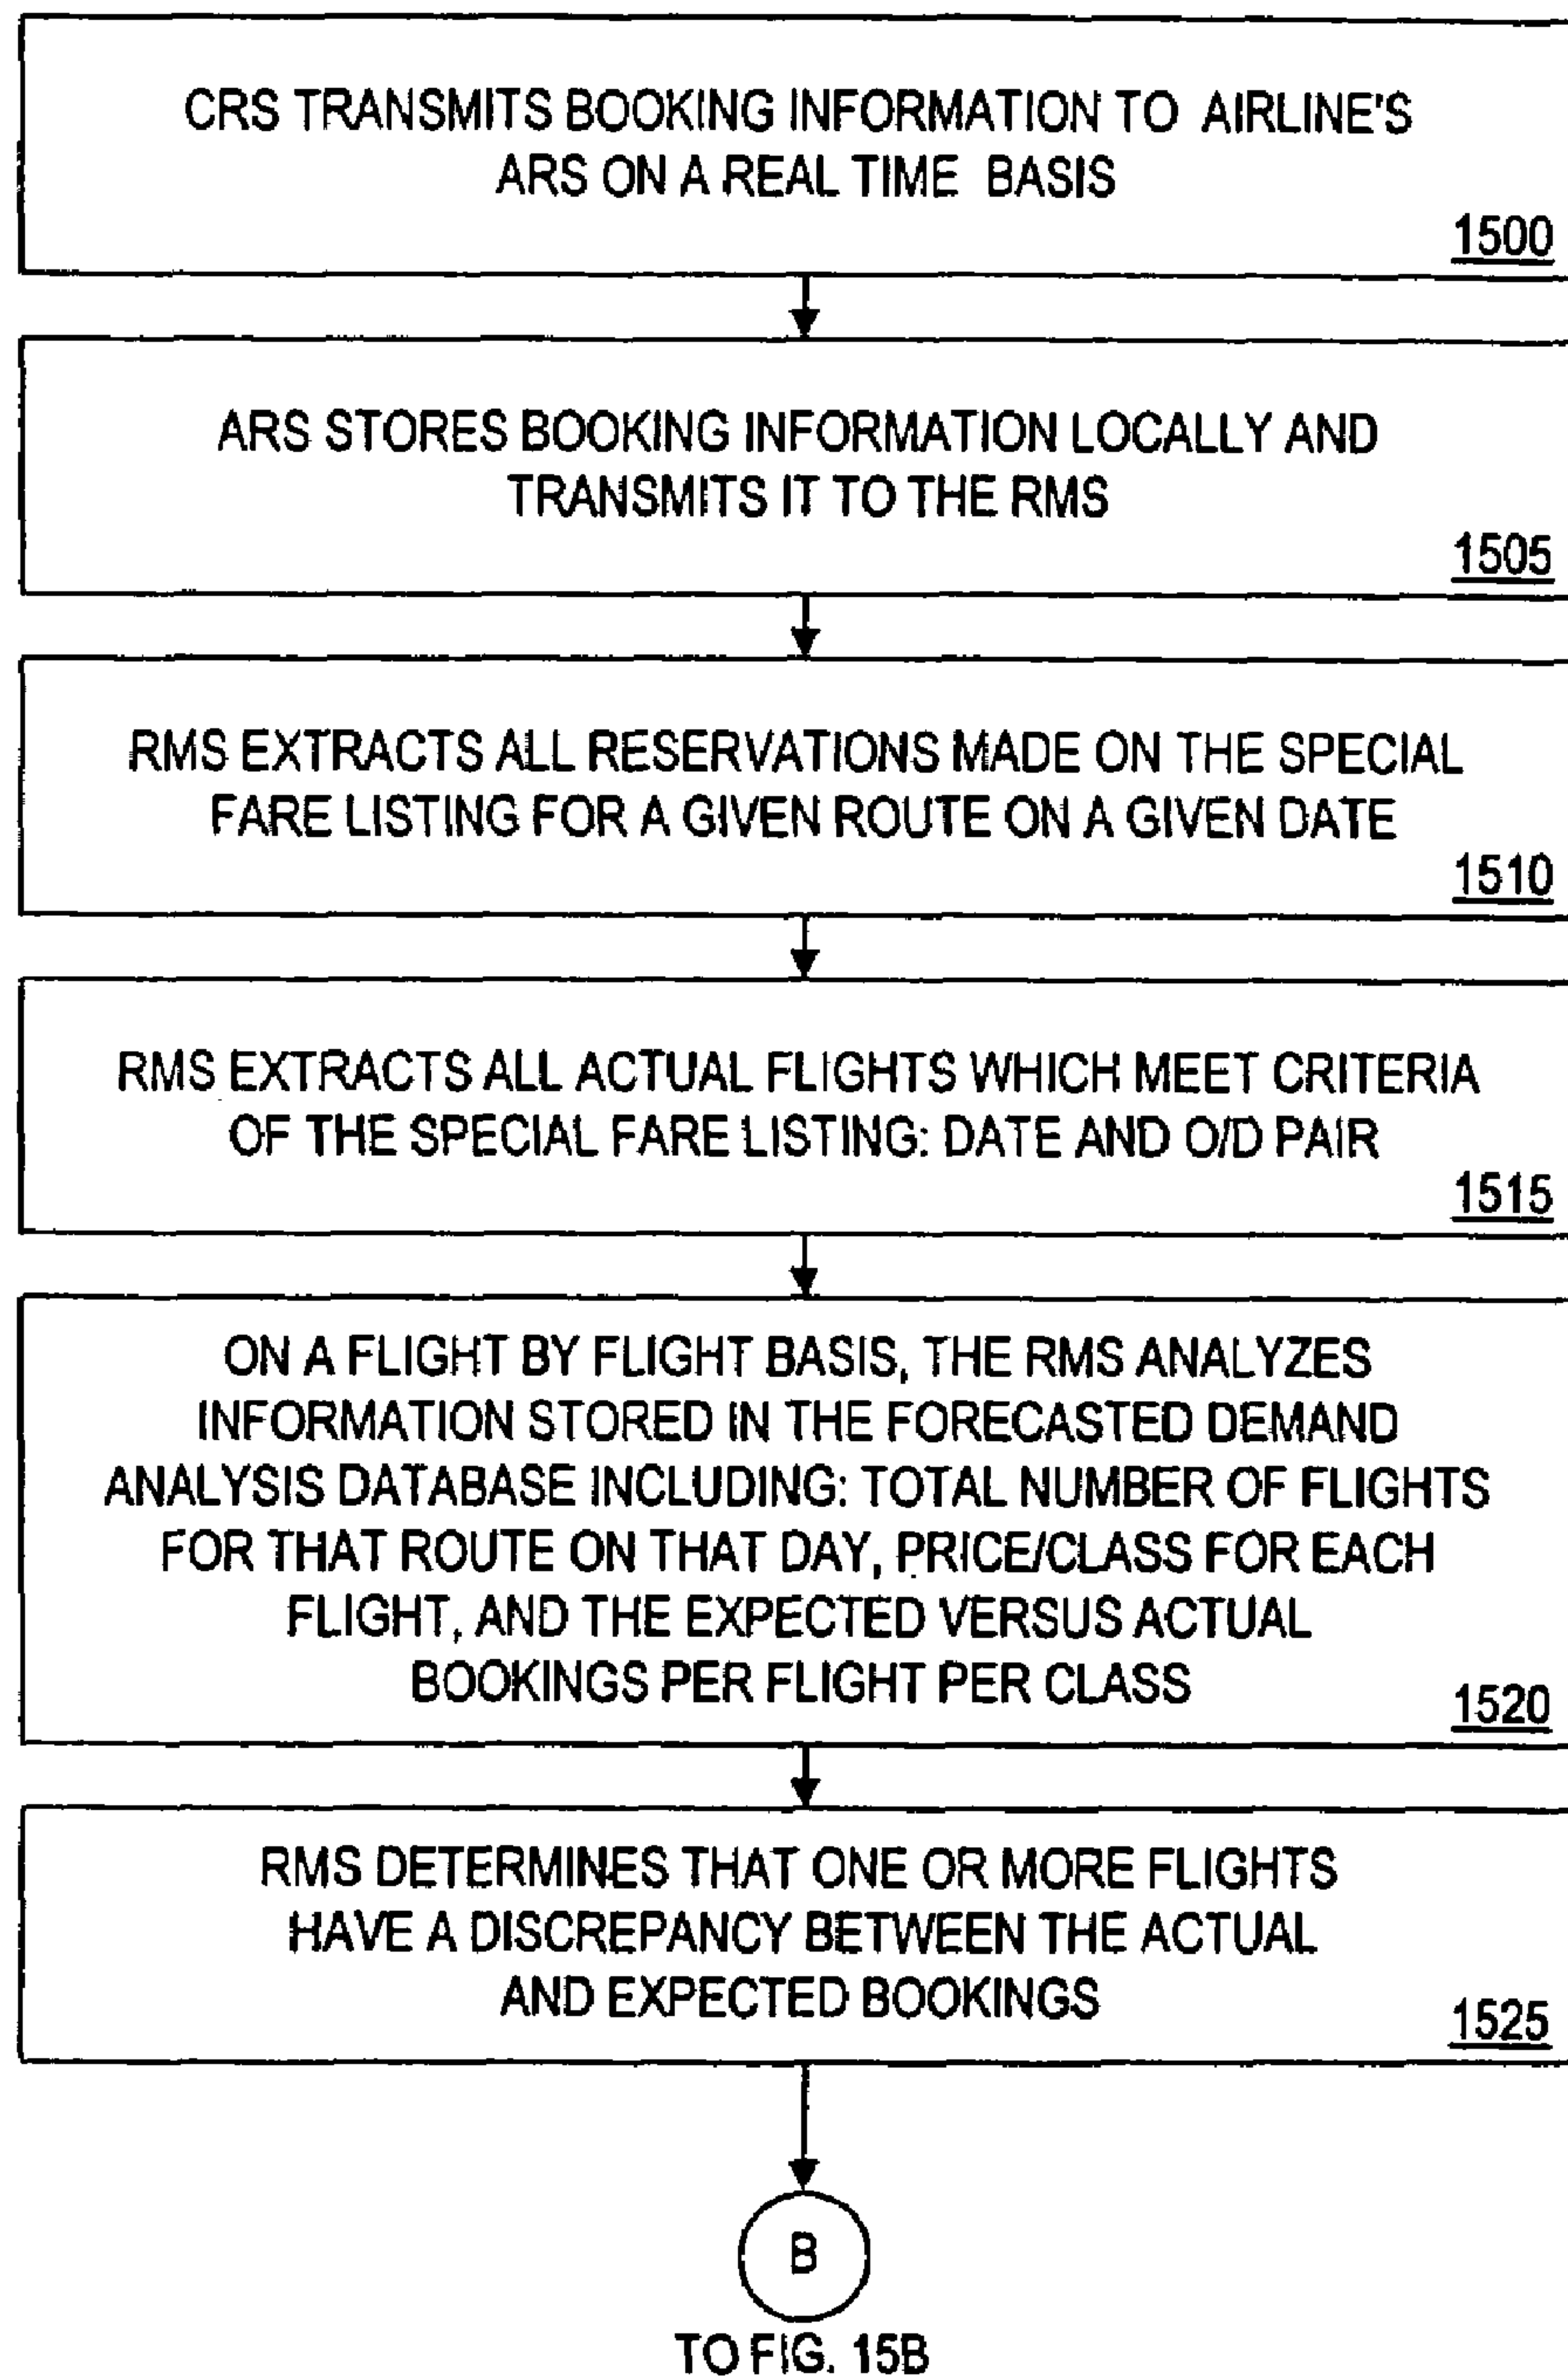 CRS TRANSMITS BOOKING INFORMATION TO AIRLINE'S
ARS ON A REAL TIME BASIS
1500
ARS STORES BOOKING INFORMATION LOCALLY AND
TRANSMITS IT TO THE RMS
1505
RMS EXTRACTS ALL RESERVATIONS MADE ON THE SPECIAL
FARE LISTING FOR A GIVEN ROUTE ON A GIVEN DATE
1510
RMS EXTRACTS ALL ACTUAL FLIGHTS WHICH MEET CRITERIA
OF THE SPECIAL FARE LISTING: DATE AND O/D PAIR
1515
ON A FLIGHT BY FLIGHT BASIS, THE RMS ANALYZES
INFORMATION STORED IN THE FORECASTED DEMAND
ANALYSIS DATABASE INCLUDING: TOTAL NUMBER OF FLIGHTS
FOR THAT ROUTE ON THAT DAY, PRICE/CLASS FOR EACH
FLIGHT, AND THE EXPECTED VERSUS ACTUAL
BOOKINGS PER FLIGHT PER CLASS
1520
RMS DETERMINES THAT ONE OR MORE FLIGHTS
HAVE A DISCREPANCY BETWEEN THE ACTUAL
AND EXPECTED BOOKINGS
1525
B
TO FIG. 15B